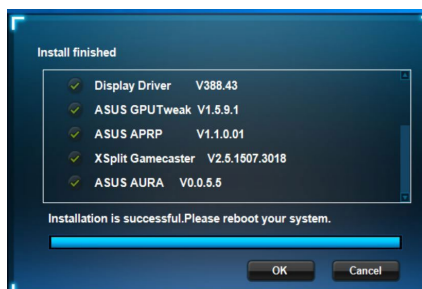 Install finished
Display Driver V388.43
ASUS GPUTweak V1.5.9.1
ASUS APRP V1.1.0.01
XSplit Gamecaster V2.5.1507.3018
ASUS AURA V0.0.5.5
Installation is successful.Please reboot your system.
OK Cancel